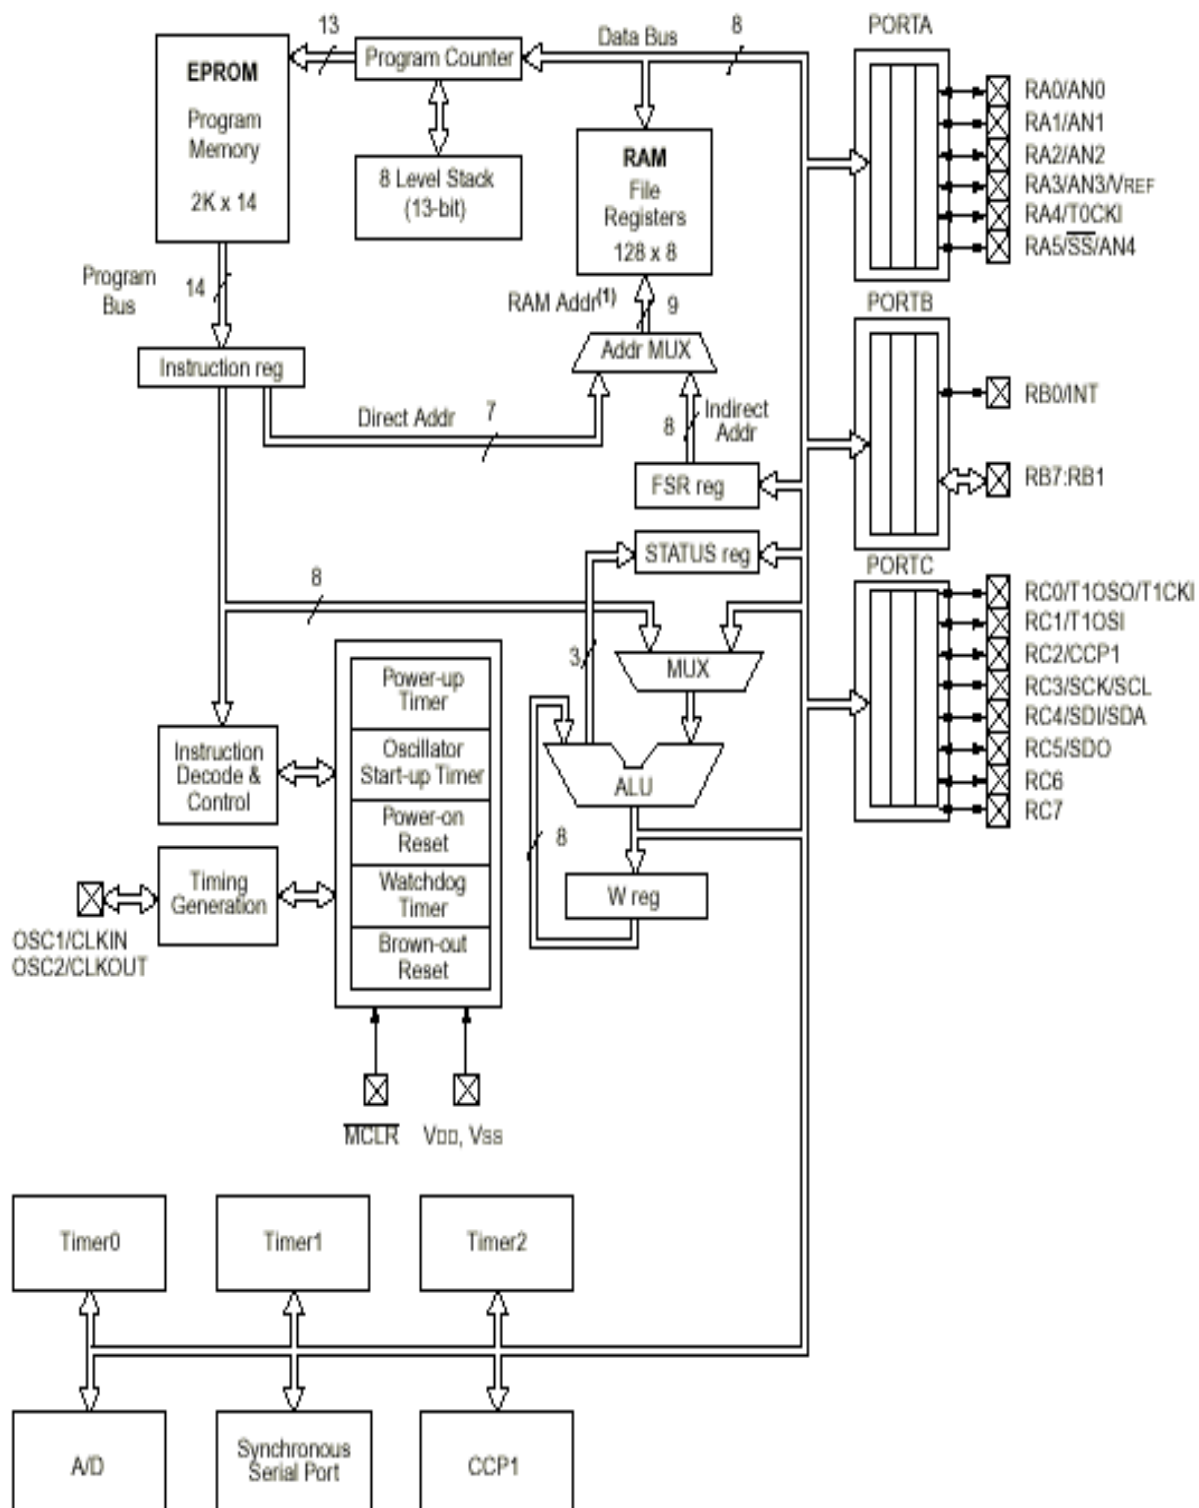 13
Data Bus
8
PORTA
EPROM
Program
Memory
2K x 14
Program Counter
8 Level Stack
(13-bit)
RAM
File
Registers
128 x 8
RA0/AN0
RA1/AN1
RA2/AN2
RA3/AN3/VREF
RA4/T0CKI
RA5/SS/AN4
Program
Bus
14
RAM Addr(1)
9
PORTB
Instruction reg
Addr MUX
Direct Addr
7
8
Indirect
Addr
RB0/INT
RB7:RB1
FSR reg
STATUS reg
PORTC
8
3
MUX
RC0/T1OSO/T1CKI
RC1/T1OSI
RC2/CCP1
RC3/SCK/SCL
RC4/SDI/SDA
RC5/SDO
RC6
RC7
Power-up
Timer
Instruction
Decode &
Control
Oscillator
Start-up Timer
ALU
Power-on
Reset
8
Timing
Generation
Watchdog
Timer
W reg
OSC1/CLKIN
OSC2/CLKOUT
Brown-out
Reset
MCLR
VDD, VSS
Timer0
Timer1
Timer2
A/D
Synchronous
Serial Port
CCP1